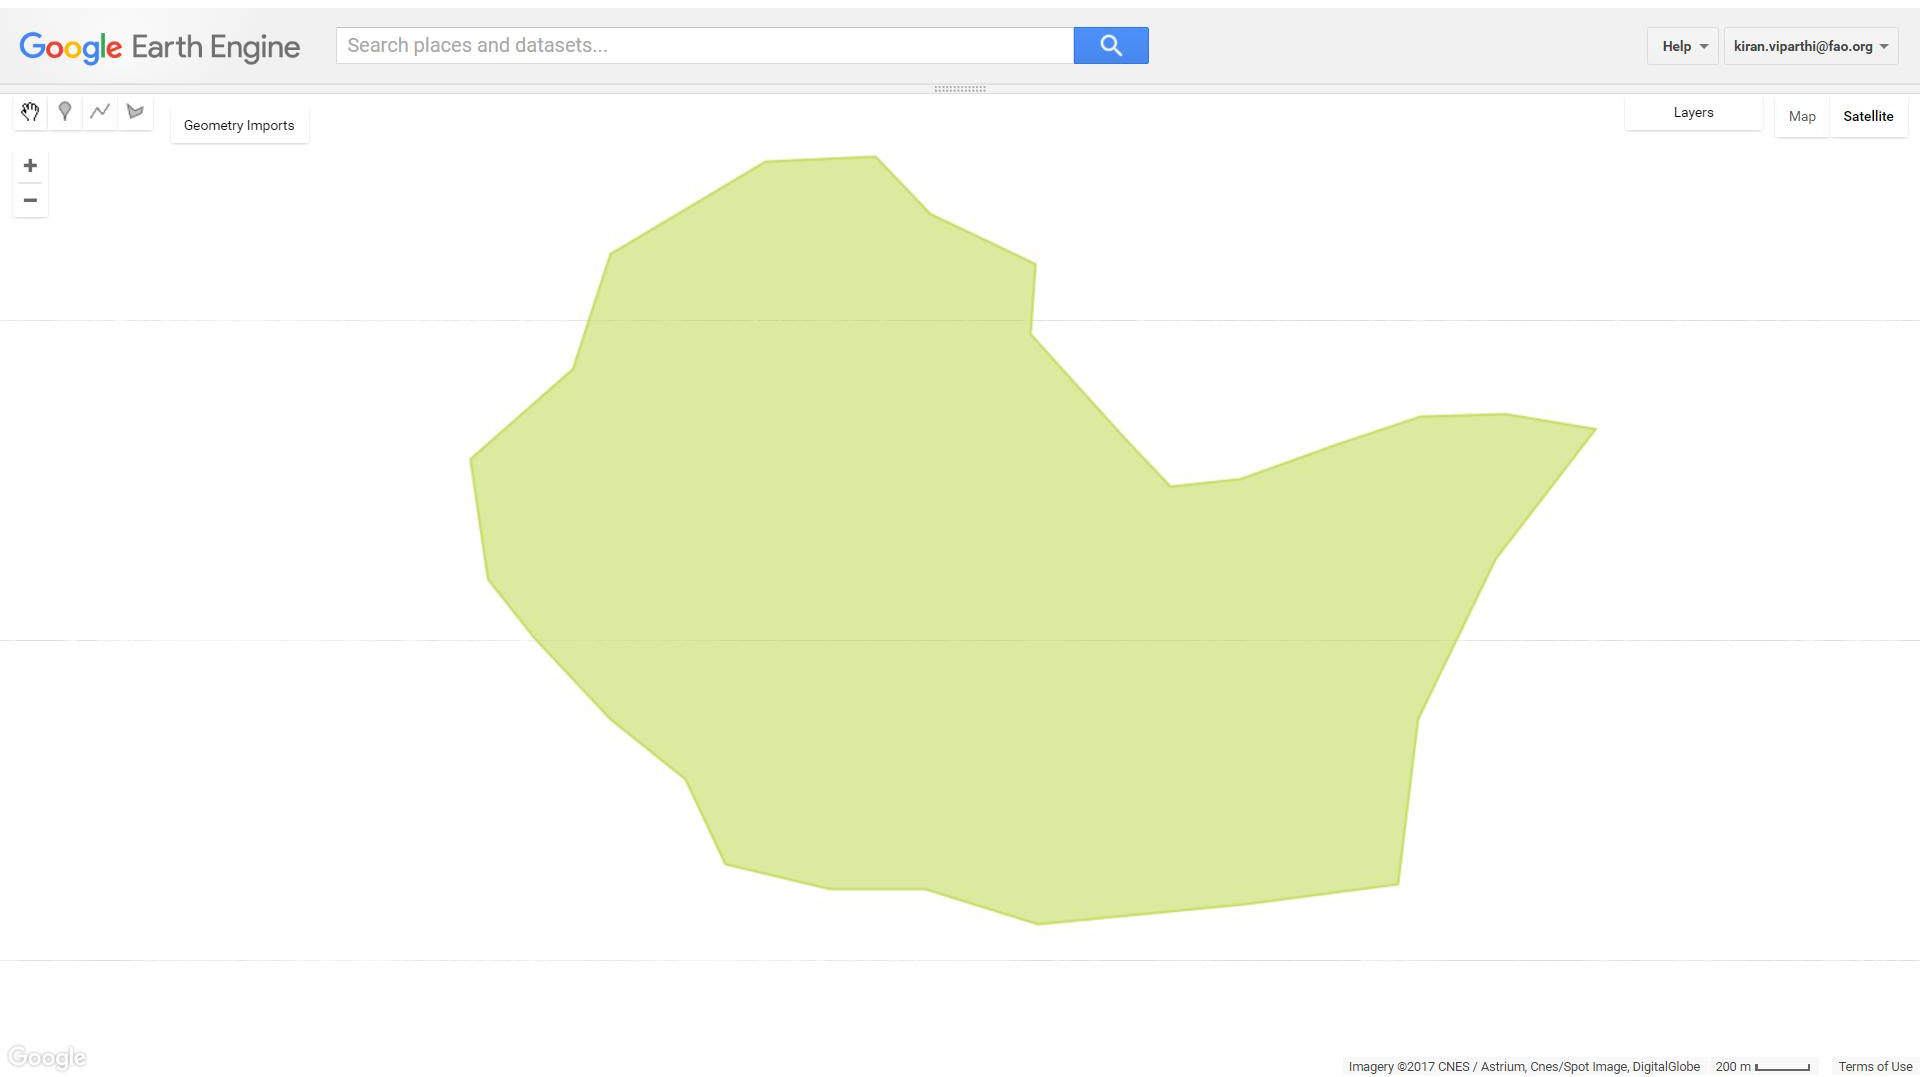 Google Earth Engine
Search places and datasets...
Help
kiran.viparthi@fao.org
Geometry Imports
Layers
Map
Satellite
Google
Imagery ©2017 CNES / Astrium, Cnes/Spot Image, DigitalGlobe
200 m
Terms of Use